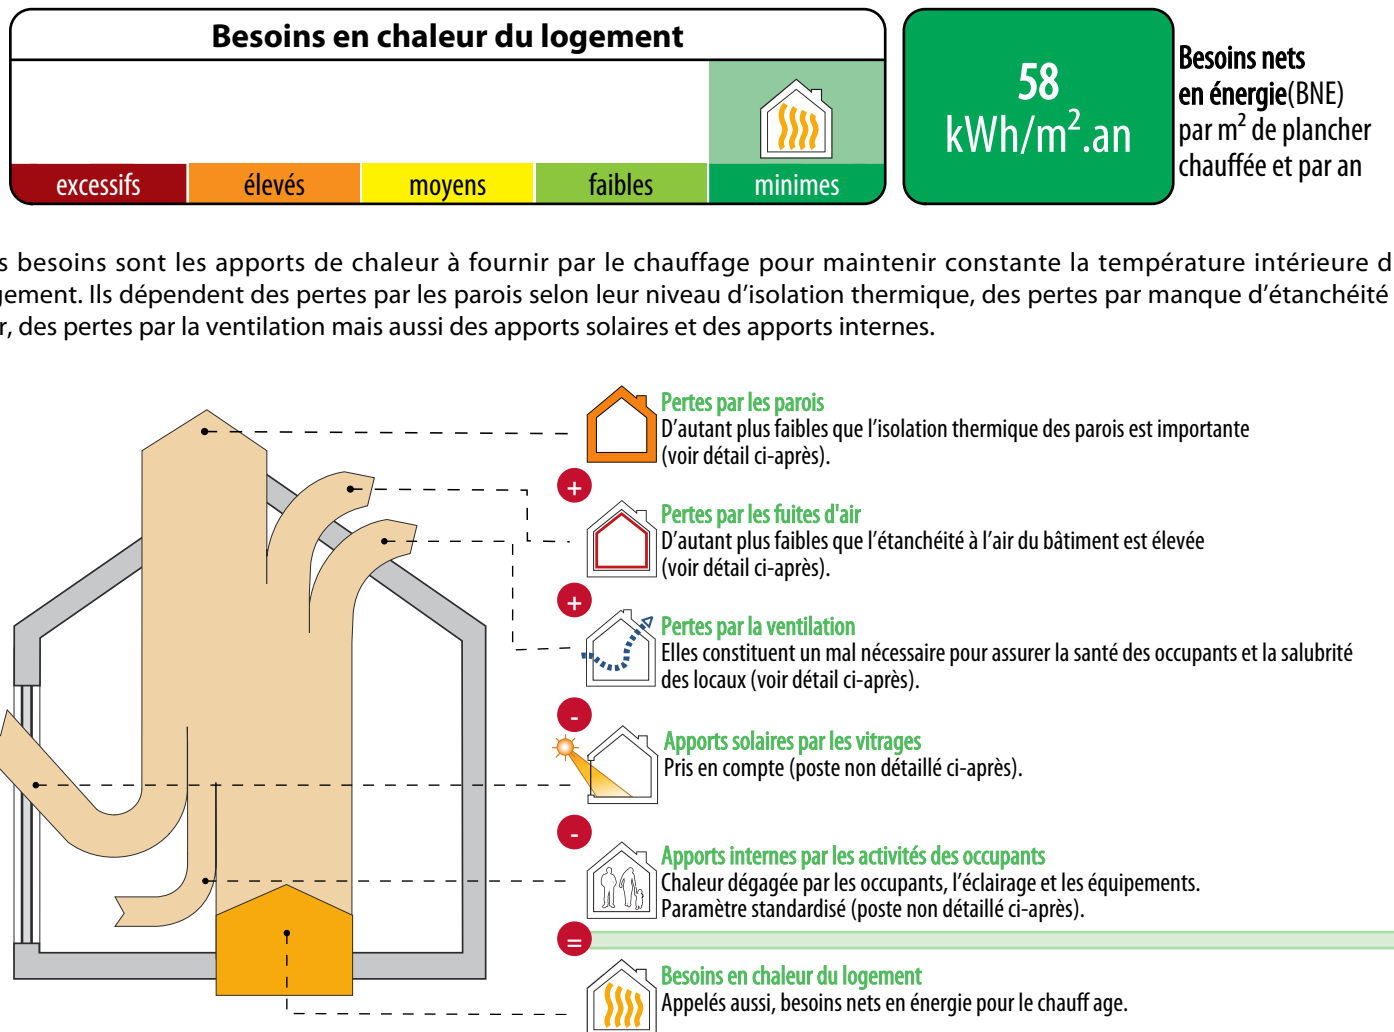 Besoins en chaleur du logement
excessifs
élevés
moyens
faibles
minimes
58
kWh/m².an
Besoins nets
en énergie(BNE)
par m² de plancher
chauffée et par an
besoins sont les apports de chaleur à fournir par le chauffage pour maintenir constante la température intérieure
Ils dépendent des pertes par les parois selon leur niveau d’isolation thermique, des pertes par manque d’étanchéité
des pertes par la ventilation mais aussi des apports solaires et des apports internes.
Pertes par les parois
D’autant plus faibles que l’isolation thermique des parois est importante
(voir détail ci-après).
+
Pertes par les fuites d'air
D’autant plus faibles que l’étanchéité à l’air du bâtiment est élevée
(voir détail ci-après).
+
Pertes par la ventilation
Elles constituent un mal nécessaire pour assurer la santé des occupants et la salubrité
des locaux (voir détail ci-après).
-
Apports solaires par les vitrages
Pris en compte (poste non détaillé ci-après).
-
Apports internes par les activités des occupants
Chaleur dégagée par les occupants, l’éclairage et les équipements.
Paramètre standardisé (poste non détaillé ci-après).
=
Besoins en chaleur du logement
Appelés aussi, besoins nets en énergie pour le chauff age.